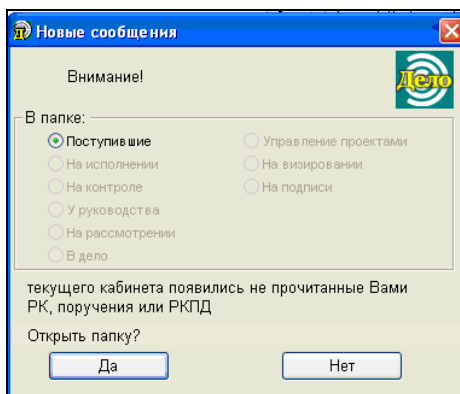 Новые сообщения
Внимание!
Дело
В папке:
Поступившие
Управление проектами
На исполнении
На визировании
На контроле
На подписи
У руководства
На рассмотрении
В дело
текущего кабинета появились не прочитанные Вами
РК, поручения или РКПД
Открыть папку?
Да
Нет